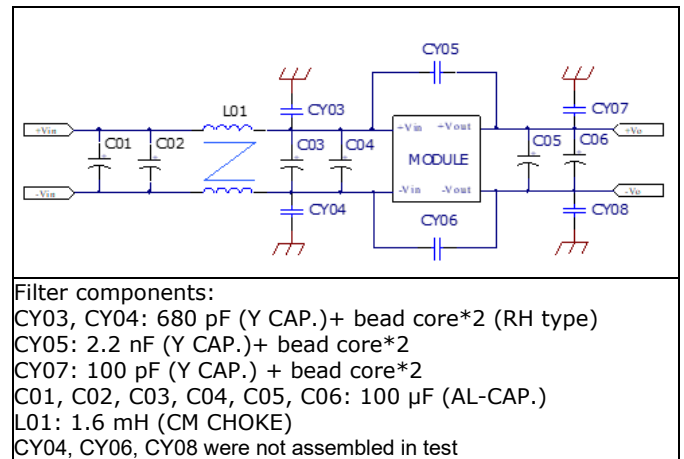 CY05
L01
CY03
CY07
+Vin
C01
C02
C03
C04
+Vin +Vout
C05
C06
+Vo
MODULE
-Vin
-Vin -Vout
-Vo
CY04
CY06
CY08
Filter components:
CY03, CY04: 680 pF (Y CAP.)+ bead core*2 (RH type)
CY05: 2.2 nF (Y CAP.)+ bead core*2
CY07: 100 pF (Y CAP.) + bead core*2
C01, C02, C03, C04, C05, C06: 100 µF (AL-CAP.)
L01: 1.6 mH (CM CHOKE)
CY04, CY06, CY08 were not assembled in test